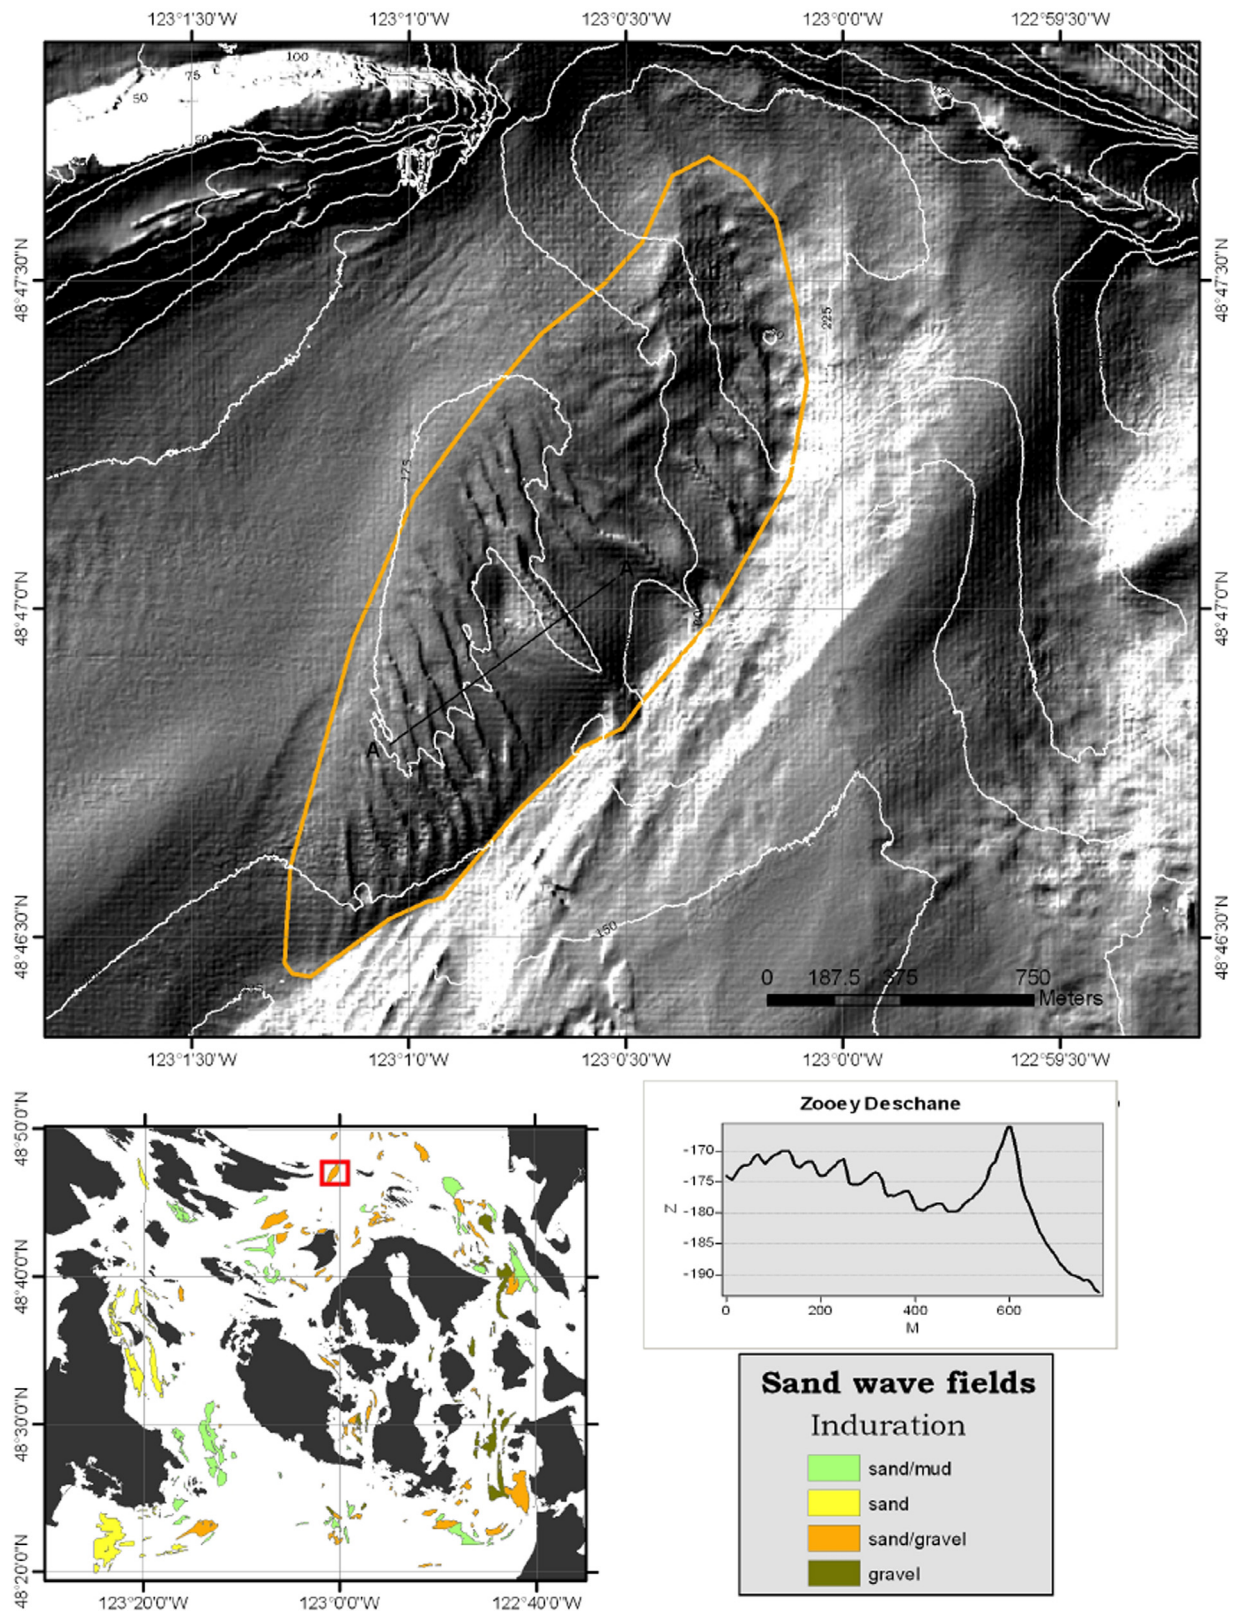 123°1'30"W 123°1'0"W 123°0'30"W 123°0'0"W 122°59'30"W
100
75
50
50
48°47'30"N 48°47'30"N
225
175
A'
48°47'0"N 48°47'0"N
A
48°46'30"N 48°46'30"N
150
0 187.5 375 750
Meters
123°1'30"W 123°1'0"W 123°0'30"W 123°0'0"W 122°59'30"W
48°50'0"N
48°40'0"N
48°30'0"N
48°20'0"N
123°20'0"W 123°0'0"W 122°40'0"W
Zooey Deschane
-170
-175
-180
-185
-190
Z
0 200 400 600
M
Sand wave fields
Induration
sand/mud
sand
sand/gravel
gravel